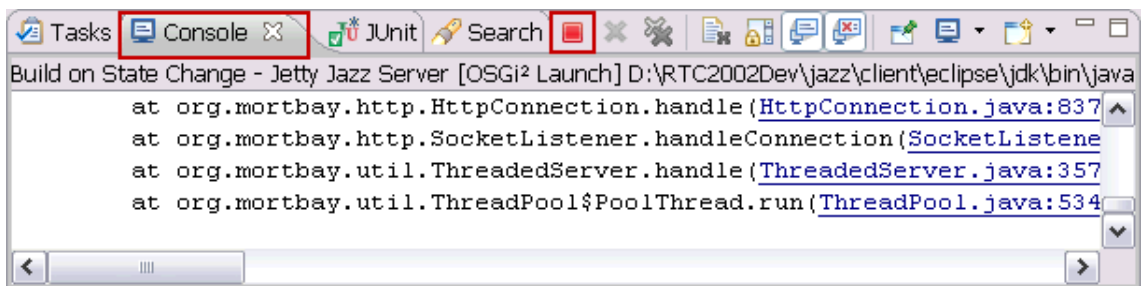 Tasks Console JUnit Search
Build on State Change - Jetty Jazz Server [OSGi² Launch] D:\RTC2002Dev\jazz\client\eclipse\jdk\bin\java
at org.mortbay.http.HttpConnection.handle(HttpConnection.java:837
at org.mortbay.http.SocketListener.handleConnection(SocketListene
at org.mortbay.util.ThreadedServer.handle(ThreadedServer.java:357
at org.mortbay.util.ThreadPool$PoolThread.run(ThreadPool.java:534